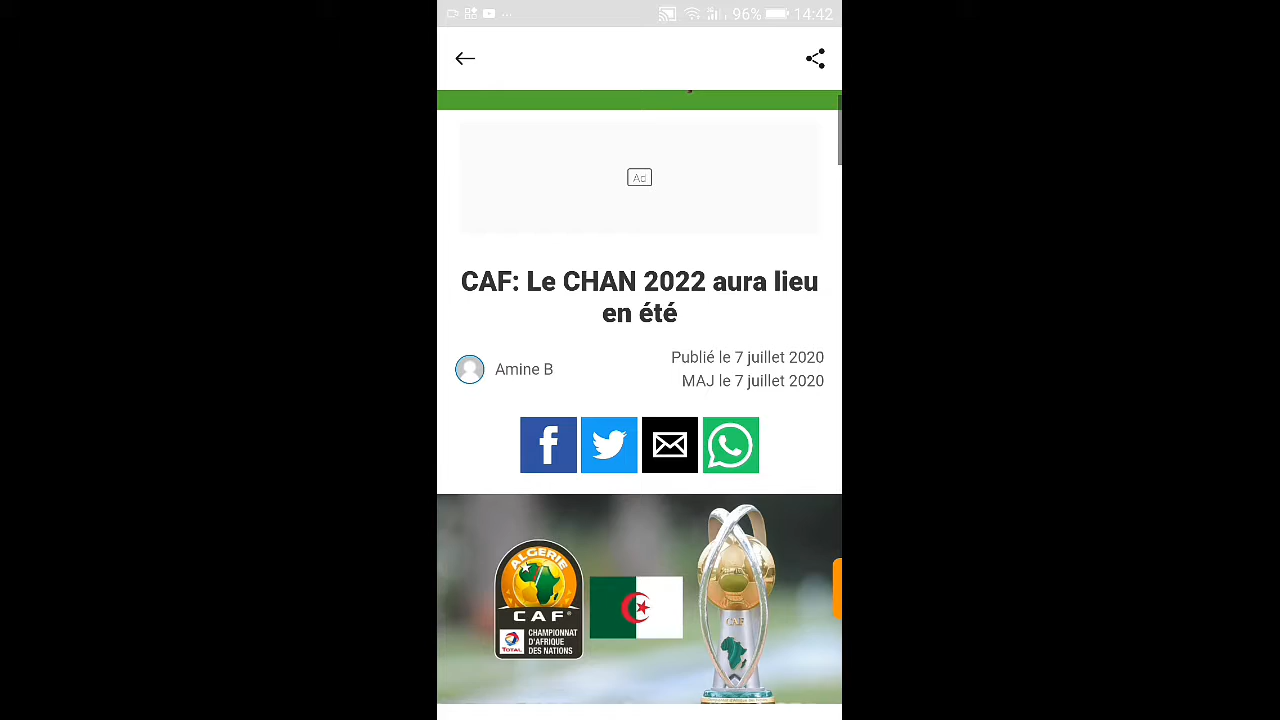 96% 14:42
Ad
CAF: Le CHAN 2022 aura lieu
en été
Amine B
Publié le 7 juillet 2020
MAJ le 7 juillet 2020
ALGERIE
CAF
TOTAL
CHAMPIONNAT
D'AFRIQUE
DES NATIONS
CAF